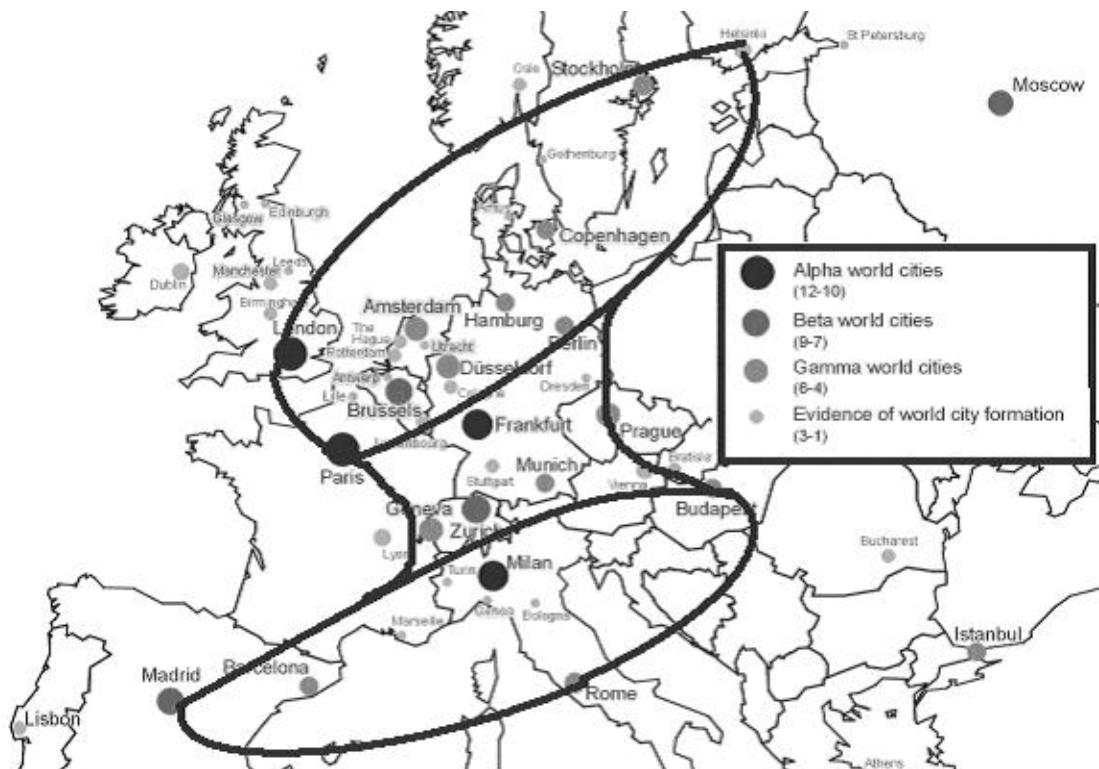 Helsinki
St Petersburg
Oslo
Stockholm
Moscow
Gothenburg
Glasgow
Edinburgh
Copenhagen
Dublin
Manchester
Leeds
Birmingham
Amsterdam
Hamburg
London
The
Hague
Utrecht
Berlin
Rotterdam
Düsseldorf
Antwerp
Cologne
Dresden
Lille
Brussels
Frankfurt
Prague
Luxembourg
Paris
Munich
Stuttgart
Vienna
Geneva
Zurich
Budapest
Lyon
Milan
Turin
Genoa
Bologna
Bucharest
Marseille
Istanbul
Madrid
Barcelona
Rome
Lisbon
Athens
Alpha world cities
(12-10)
Beta world cities
(9-7)
Gamma world cities
(6-4)
Evidence of world city formation
(3-1)